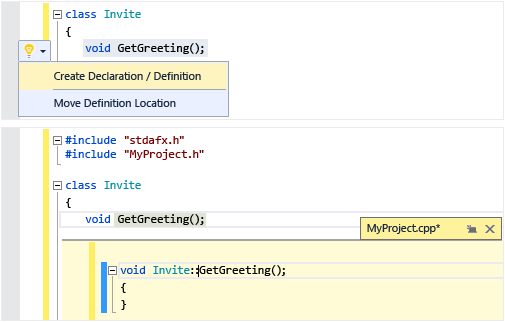 class Invite
{
void GetGreeting();
Create Declaration / Definition
Move Definition Location
#include "stdafx.h"
#include "MyProject.h"
class Invite
{
void GetGreeting();
MyProject.cpp*
void Invite::GetGreeting();
{
}